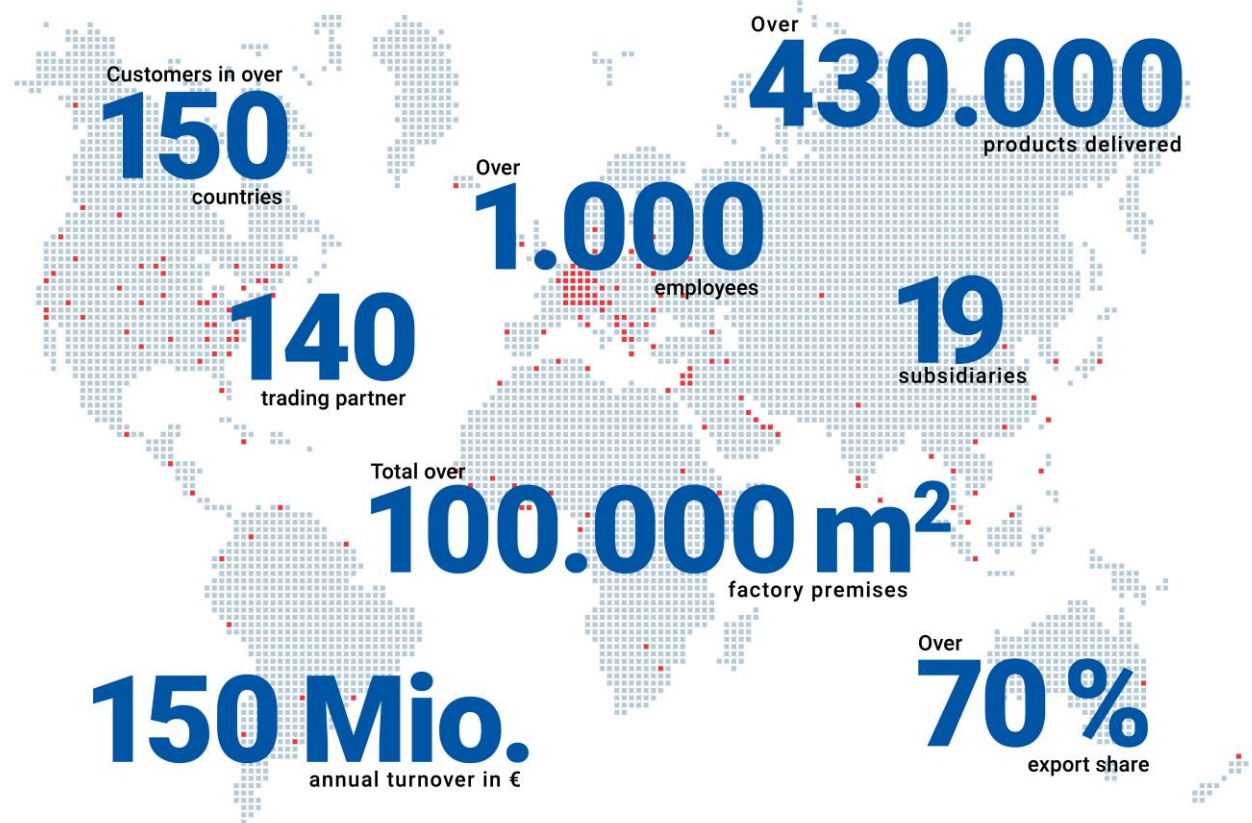 Over
430.000
products delivered
Customers in over
150
countries
Over
1.000
employees
19
subsidiaries
140
trading partner
Total over
100.000 m²
factory premises
Over
70 %
export share
150 Mio.
annual turnover in €